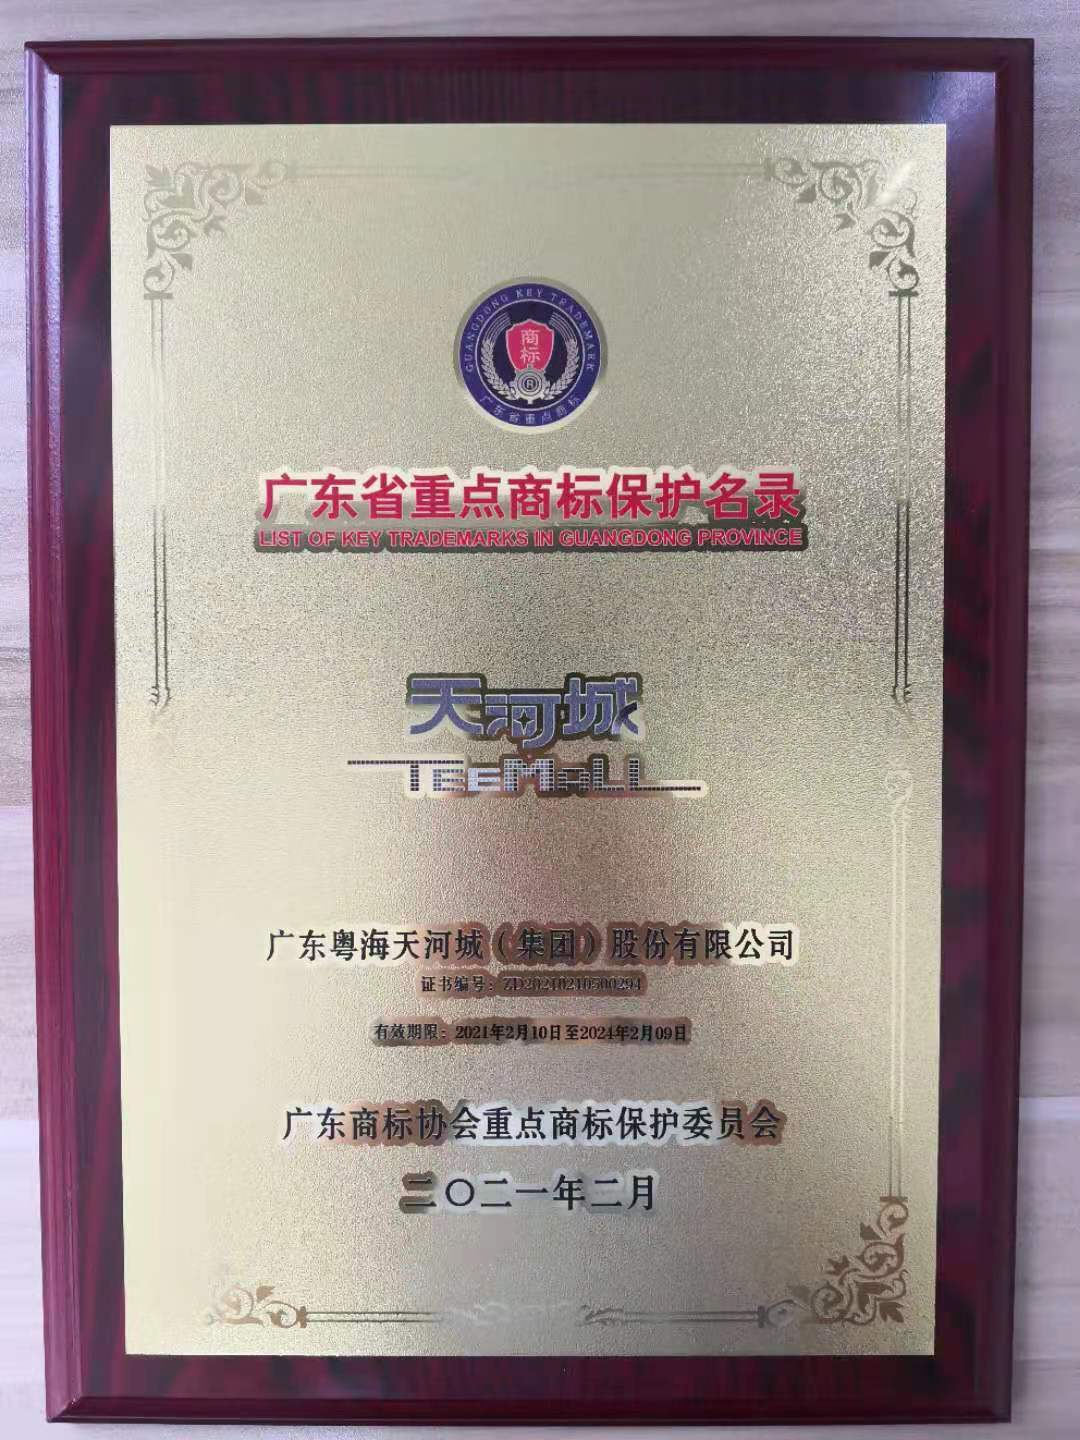 GUANGDONG KEY TRADEMARK
商标
R
广东省重点商标
广东省重点商标保护名录
LIST OF KEY TRADEMARKS IN GUANGDONG PROVINCE
天河城
TEEMALL
广东粤海天河城（集团）股份有限公司
证书编号：ZD20210210500294
有效期限：2021年2月10日至2024年2月09日
广东商标协会重点商标保护委员会
二〇二一年二月